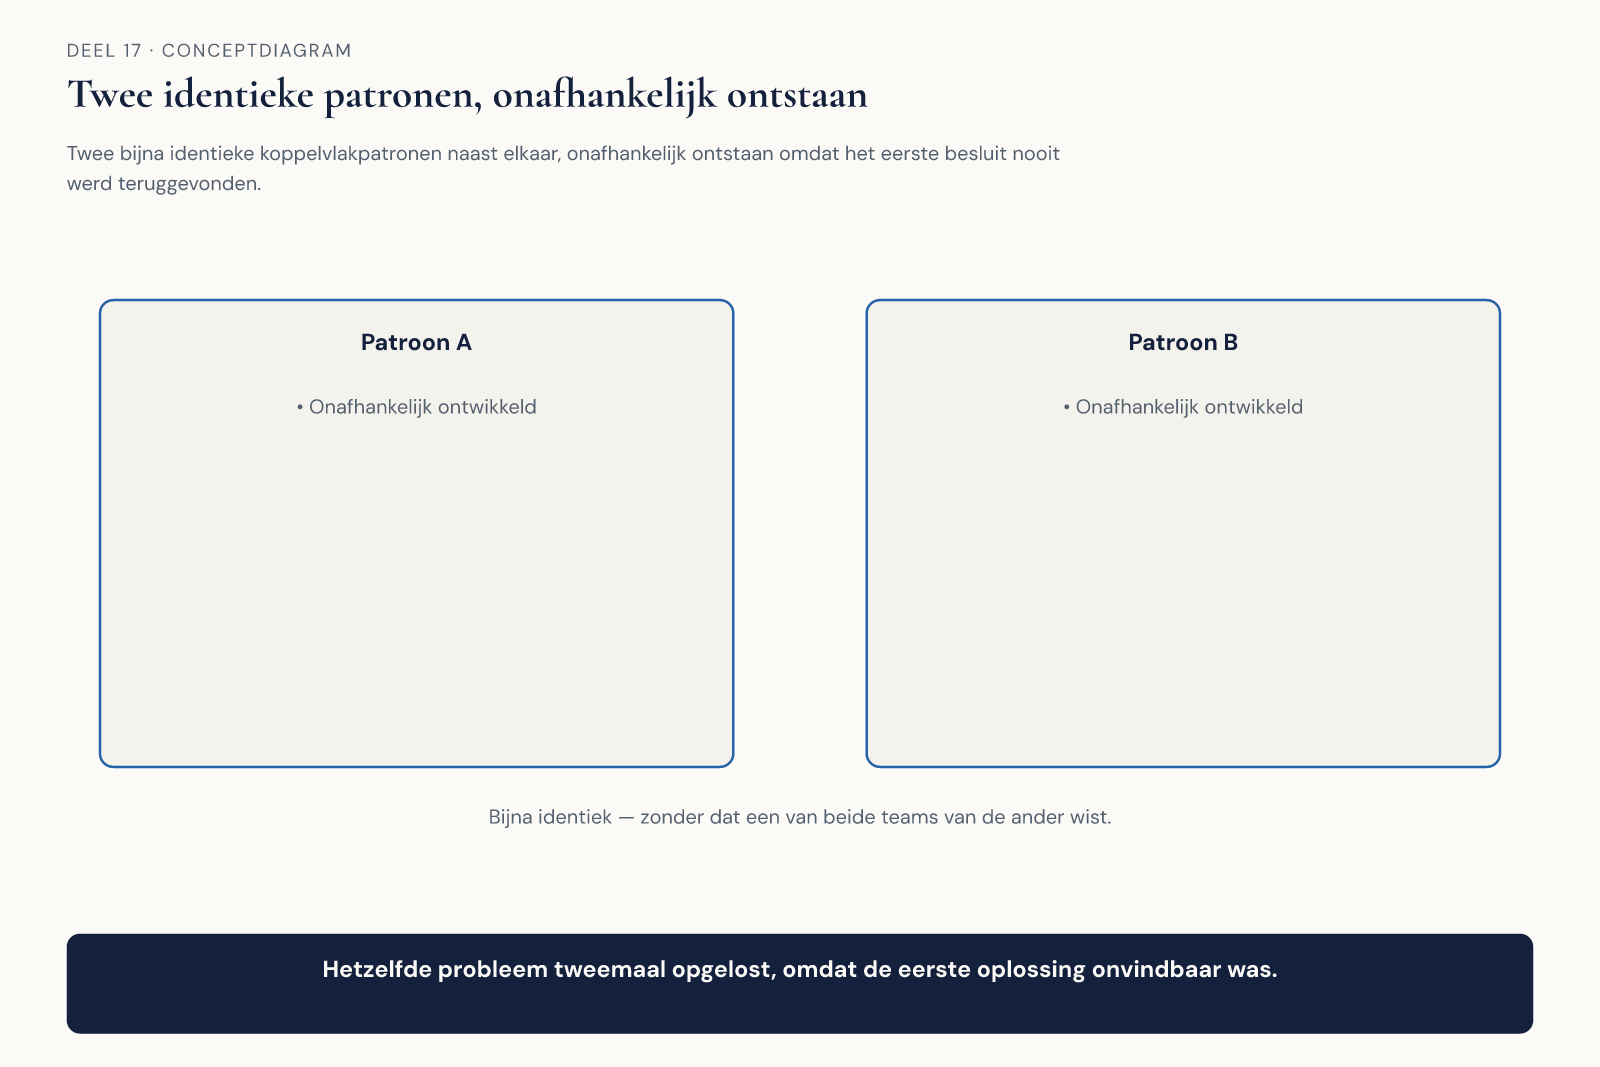 DEEL 17 · CONCEPTDIAGRAM
Twee identieke patronen, onafhankelijk ontstaan
Twee bijna identieke koppelvlakpatronen naast elkaar, onafhankelijk ontstaan omdat het eerste besluit nooit
werd teruggevonden.
Patroon A
• Onafhankelijk ontwikkeld
Patroon B
• Onafhankelijk ontwikkeld
Bijna identiek — zonder dat een van beide teams van de ander wist.
Hetzelfde probleem tweemaal opgelost, omdat de eerste oplossing onvindbaar was.